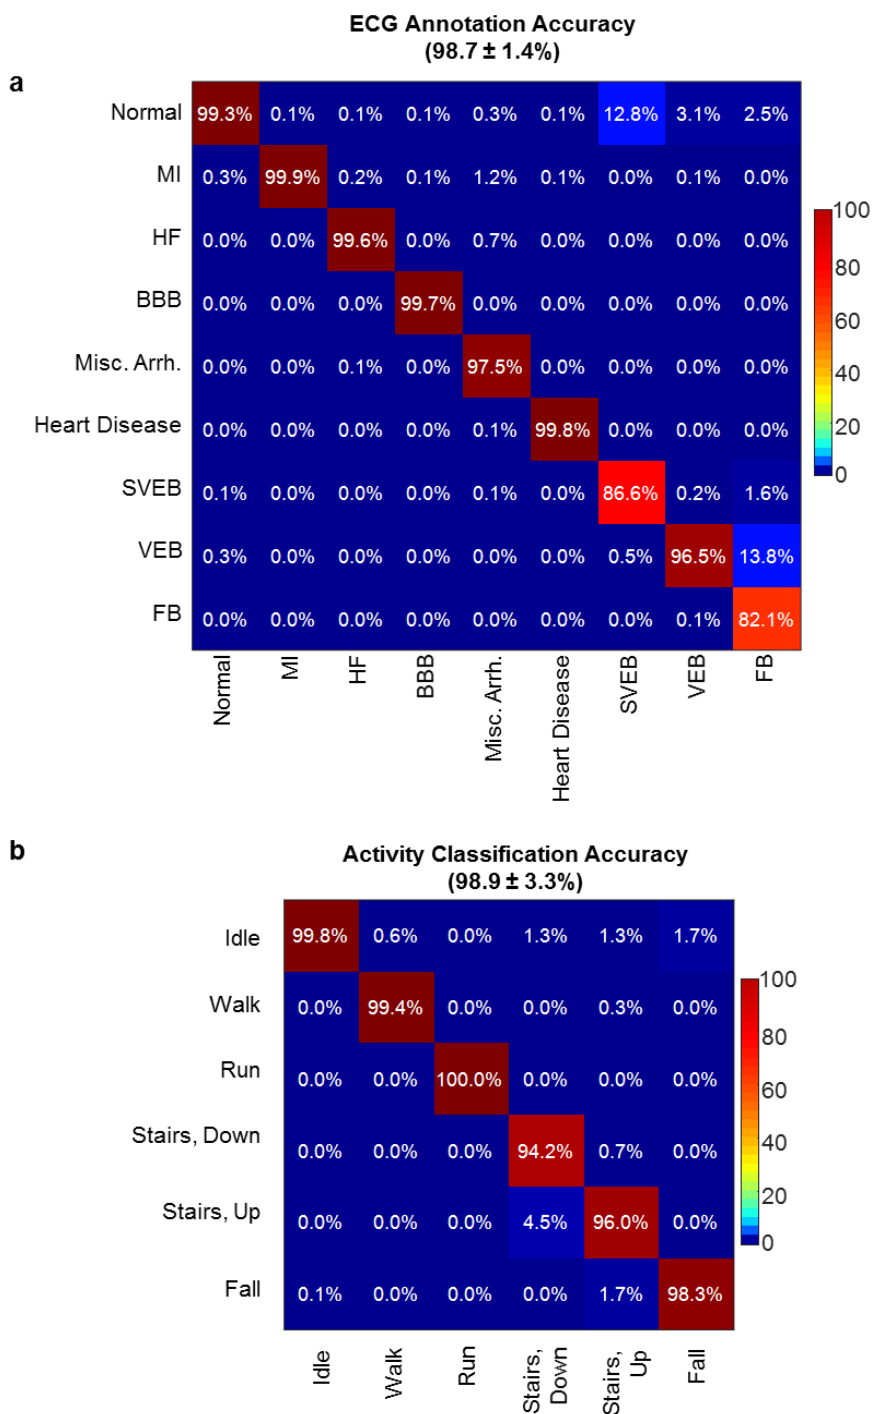 ECG Annotation Accuracy
(98.7 ± 1.4%)
a
Normal 99.3% 0.1% 0.1% 0.1% 0.3% 0.1% 12.8% 3.1% 2.5%
MI 0.3% 99.9% 0.2% 0.1% 1.2% 0.1% 0.0% 0.1% 0.0%
HF 0.0% 0.0% 99.6% 0.0% 0.7% 0.0% 0.0% 0.0% 0.0%
BBB 0.0% 0.0% 0.0% 99.7% 0.0% 0.0% 0.0% 0.0% 0.0%
Misc. Arrh. 0.0% 0.0% 0.1% 0.0% 97.5% 0.0% 0.0% 0.0% 0.0%
Heart Disease 0.0% 0.0% 0.0% 0.0% 0.1% 99.8% 0.0% 0.0% 0.0%
SVEB 0.1% 0.0% 0.0% 0.0% 0.1% 0.0% 86.6% 0.2% 1.6%
VEB 0.3% 0.0% 0.0% 0.0% 0.0% 0.0% 0.5% 96.5% 13.8%
FB 0.0% 0.0% 0.0% 0.0% 0.0% 0.0% 0.0% 0.1% 82.1%
Normal MI HF BBB Misc. Arrh. Heart Disease SVEB VEB FB
100
80
60
40
20
0
b
Activity Classification Accuracy
(98.9 ± 3.3%)
Idle 99.8% 0.6% 0.0% 1.3% 1.3% 1.7%
Walk 0.0% 99.4% 0.0% 0.0% 0.3% 0.0%
Run 0.0% 0.0% 100.0% 0.0% 0.0% 0.0%
Stairs, Down 0.0% 0.0% 0.0% 94.2% 0.7% 0.0%
Stairs, Up 0.0% 0.0% 0.0% 4.5% 96.0% 0.0%
Fall 0.1% 0.0% 0.0% 0.0% 1.7% 98.3%
Idle Walk Run Stairs, Down Stairs, Up Fall
100
80
60
40
20
0